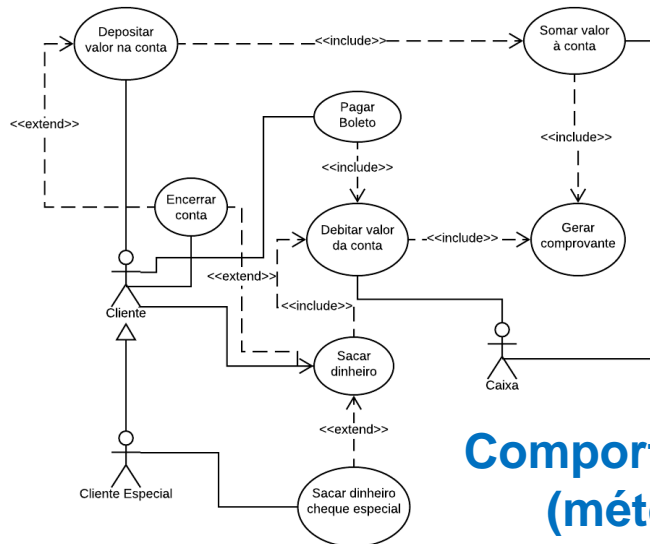 Depositar
valor na conta
<<include>>
Somar valor
à conta
<<extend>>
Pagar
Boleto
<<include>>
<<include>>
Encerrar
conta
Debitar valor
da conta
<<include>>
Gerar
comprovante
<<extend>>
<<include>>
Cliente
Sacar
dinheiro
Caixa
<<extend>>
Cliente Especial
Sacar dinheiro
cheque especial